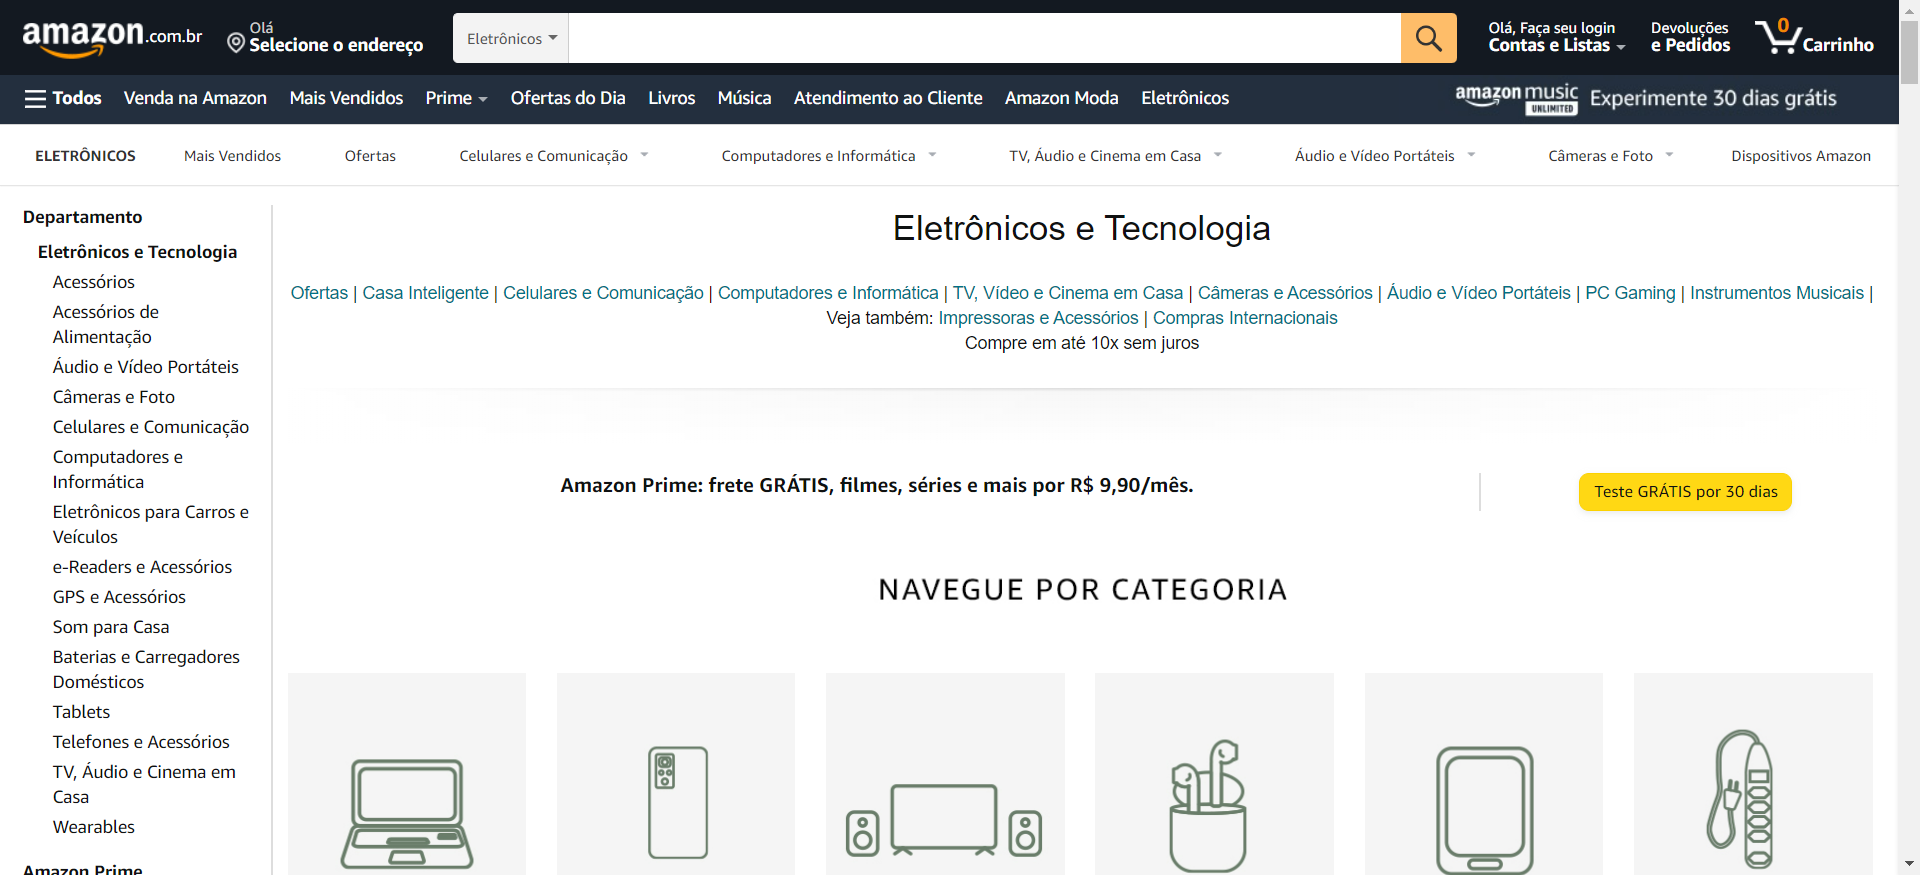 amazon.com.br
Olá
Selecione o endereço
Eletrônicos
Olá, Faça seu login
Contas e Listas
Devoluções
e Pedidos
0
Carrinho
Todos
Venda na Amazon
Mais Vendidos
Prime
Ofertas do Dia
Livros
Música
Atendimento ao Cliente
Amazon Moda
Eletrônicos
amazon music
UNLIMITED
Experimente 30 dias grátis
ELETRÔNICOS
Mais Vendidos
Ofertas
Celulares e Comunicação
Computadores e Informática
TV, Áudio e Cinema em Casa
Áudio e Vídeo Portáteis
Câmeras e Foto
Dispositivos Amazon
Departamento
Eletrônicos e Tecnologia
Acessórios
Acessórios de
Alimentação
Áudio e Vídeo Portáteis
Câmeras e Foto
Celulares e Comunicação
Computadores e
Informática
Eletrônicos para Carros e
Veículos
e-Readers e Acessórios
GPS e Acessórios
Som para Casa
Baterias e Carregadores
Domésticos
Tablets
Telefones e Acessórios
TV, Áudio e Cinema em
Casa
Wearables
Amazon Prime
Eletrônicos e Tecnologia
Ofertas | Casa Inteligente | Celulares e Comunicação | Computadores e Informática | TV, Vídeo e Cinema em Casa | Câmeras e Acessórios | Áudio e Vídeo Portáteis | PC Gaming | Instrumentos Musicais |
Veja também: Impressoras e Acessórios | Compras Internacionais
Compre em até 10x sem juros
Amazon Prime: frete GRÁTIS, filmes, séries e mais por R$ 9,90/mês.
Teste GRÁTIS por 30 dias
NAVEGUE POR CATEGORIA